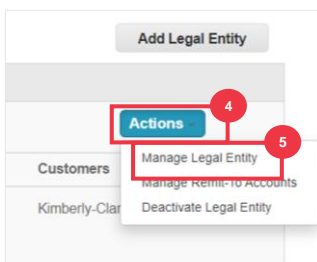 Add Legal Entity
4
Actions
5
Manage Legal Entity
Customers
Manage Remit-To Accounts
Kimberly-Clar
Deactivate Legal Entity